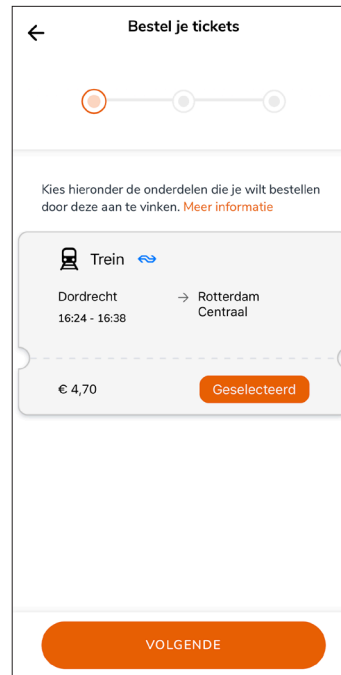 Bestel je tickets
Kies hieronder de onderdelen die je wilt bestellen
door deze aan te vinken. Meer informatie
Trein
Dordrecht → Rotterdam
Centraal
16:24 - 16:38
€ 4,70
Geselecteerd
VOLGENDE